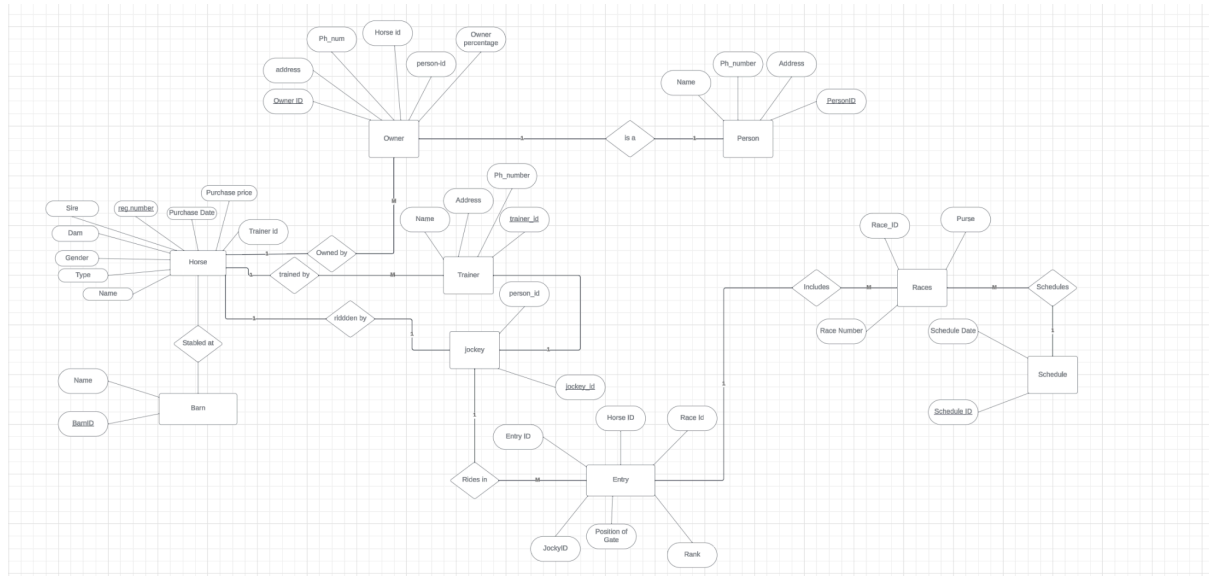 Ph_num
Horse id
Owner
percentage
address
person-id
Owner ID
Owner
1
is a
1
Person
Name
Ph_number
Address
PersonID
M
Sire
reg.number
Purchase price
Purchase Date
Dam
Trainer id
Gender
Type
Name
Horse
1
Owned by
1
trained by
M
Name
Address
Ph_number
trainer_id
Trainer
1
riddden by
1
person_id
jockey
1
jockey_id
Stabled at
Name
BarnID
Barn
1
Rides in
M
Entry ID
Horse ID
Race Id
Entry
JockyID
Position of
Gate
Rank
1
Includes
M
Race_ID
Purse
Races
Race Number
M
Schedules
1
Schedule Date
Schedule
Schedule ID